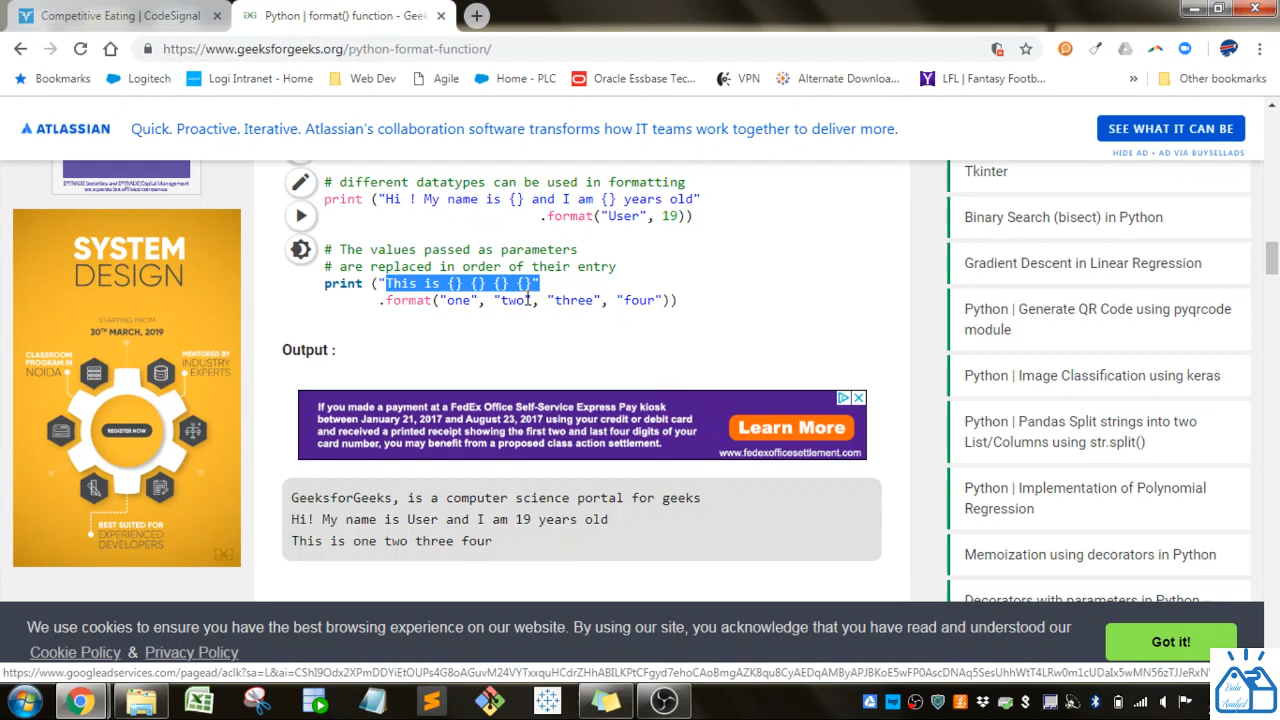 Competitive Eating | CodeSignal
Python | format() function - Geek
https://www.geeksforgeeks.org/python-format-function/
Bookmarks
Logitech
Logi Intranet - Home
Web Dev
Agile
Home - PLC
Oracle Essbase Tec...
VPN
Alternate Downloa...
LFL | Fantasy Footb...
»
Other bookmarks
ATLASSIAN
Quick. Proactive. Iterative. Atlassian's collaboration software transforms how IT teams work together to deliver more.
SEE WHAT IT CAN BE
HIDE AD • AD VIA BUYSELLADS
# different datatypes can be used in formatting
print ("Hi ! My name is {} and I am {} years old"
.format("User", 19))
# The values passed as parameters
# are replaced in order of their entry
print ("This is {} {} {} {}"
.format("one", "two", "three", "four"))
Output :
If you made a payment at a FedEx Office Self-Service Express Pay kiosk
between January 21, 2017 and August 23, 2017 using your credit or debit card
and received a printed receipt showing the first two and last four digits of your
card number, you may benefit from a proposed class action settlement.
Learn More
www.fedexofficesettlement.com
GeeksforGeeks, is a computer science portal for geeks
Hi! My name is User and I am 19 years old
This is one two three four
SYSTEM
DESIGN
STARTING FROM
30TH MARCH, 2019
CLASSROOM
PROGRAM IN
NOIDA
MENTORED BY
INDUSTRY
EXPERTS
REGISTER NOW
BEST SUITED FOR
EXPERIENCED
DEVELOPERS
Tkinter
Binary Search (bisect) in Python
Gradient Descent in Linear Regression
Python | Generate QR Code using pyqrcode
module
Python | Image Classification using keras
Python | Pandas Split strings into two
List/Columns using str.split()
Python | Implementation of Polynomial
Regression
Memoization using decorators in Python
Decorators with parameters in Python
We use cookies to ensure you have the best browsing experience on our website. By using our site, you acknowledge that you have read and understood our
Cookie Policy & Privacy Policy
Got it!
Data
Analyst